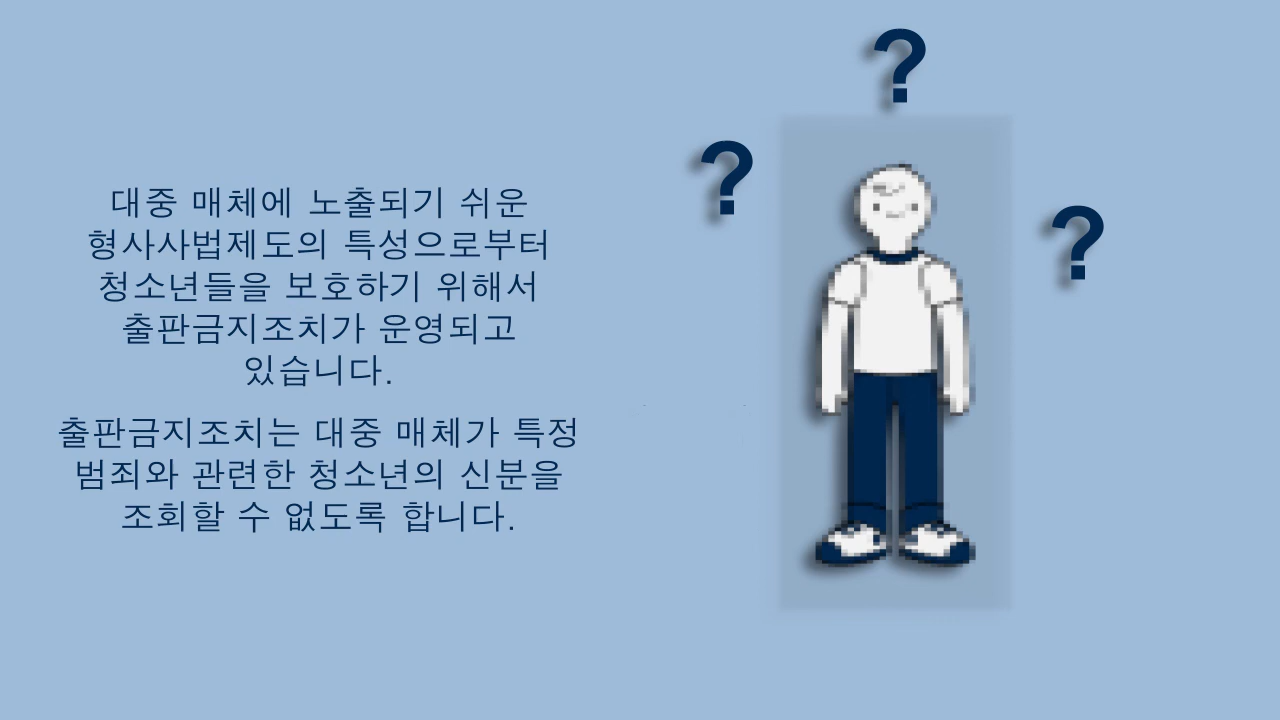 ?
?
?
대중 매체에 노출되기 쉬운
형사사법제도의 특성으로부터
청소년들을 보호하기 위해서
출판금지조치가 운영되고
있습니다.
출판금지조치는 대중 매체가 특정
범죄와 관련한 청소년의 신분을
조회할 수 없도록 합니다.